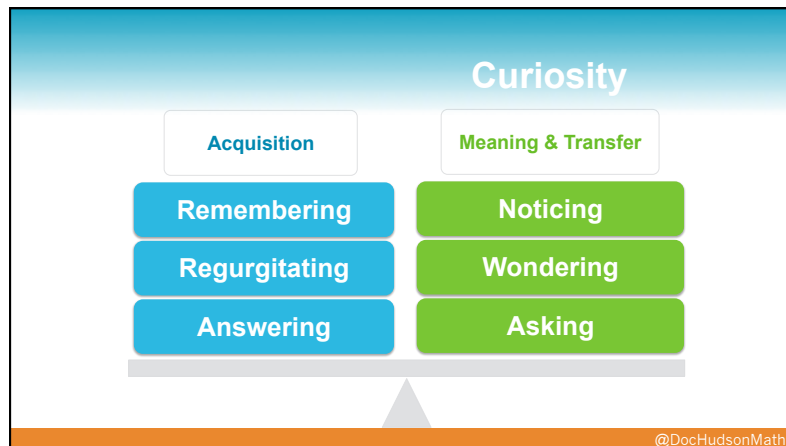 Curiosity
Acquisition
Meaning & Transfer
Remembering
Noticing
Regurgitating
Wondering
Answering
Asking
@DocHudsonMath